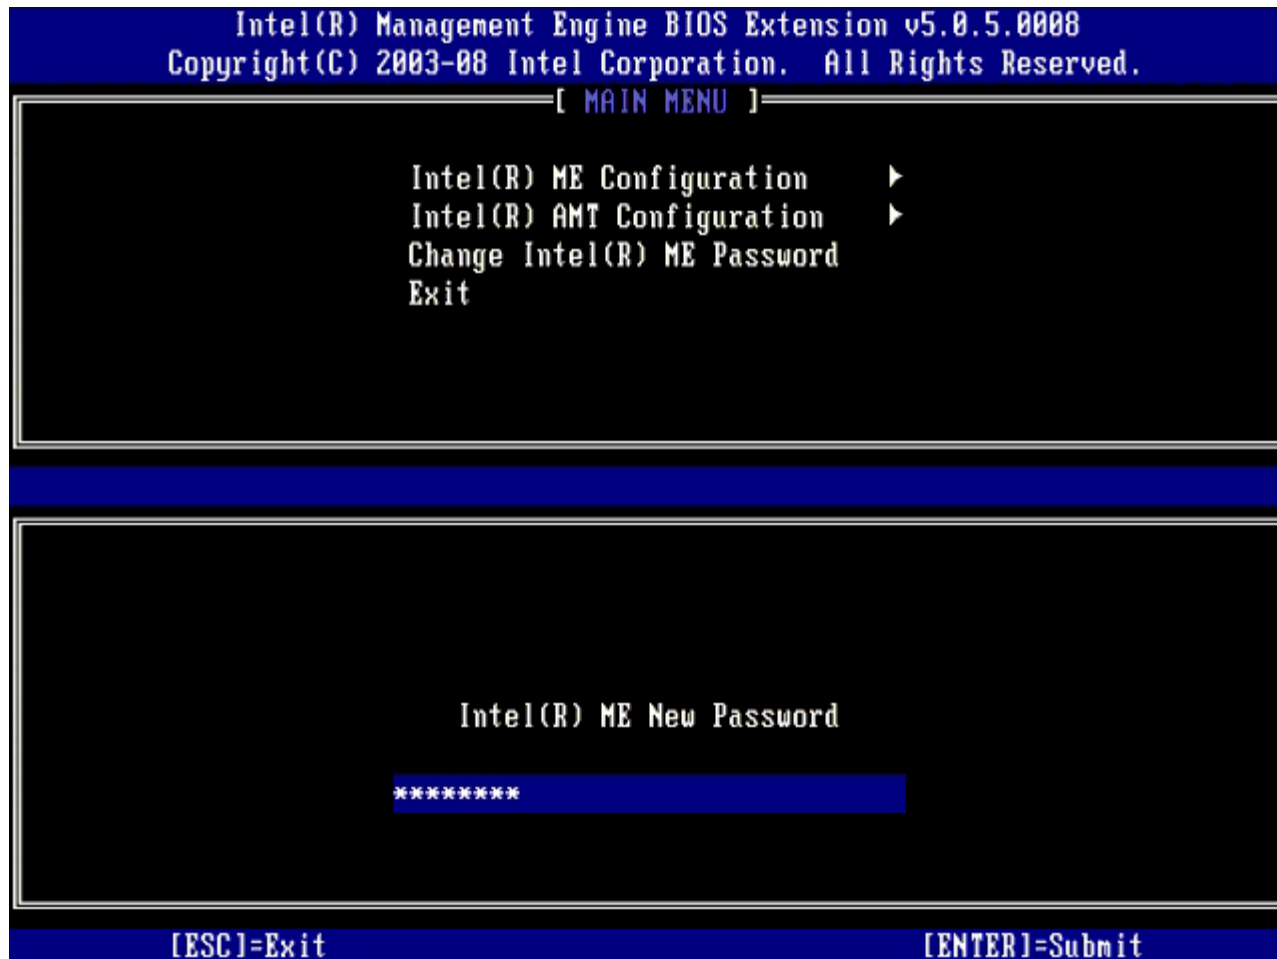 Intel(R) Management Engine BIOS Extension v5.0.5.0008
Copyright(C) 2003-08 Intel Corporation. All Rights Reserved.
[ MAIN MENU ]
Intel(R) ME Configuration ►
Intel(R) AMT Configuration ►
Change Intel(R) ME Password
Exit
Intel(R) ME New Password
********
[ESC]=Exit [ENTER]=Submit